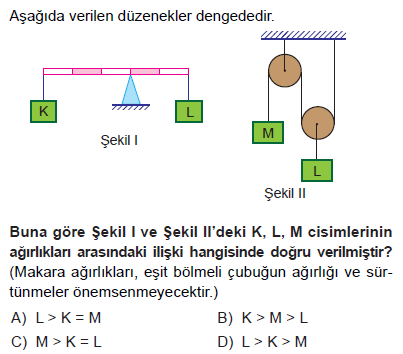 Aşağıda verilen düzenekler dengededir.
K
L
Şekil I
M
L
Şekil II
Buna göre Şekil I ve Şekil II'deki K, L, M cisimlerinin
ağırlıkları arasındaki ilişki hangisinde doğru verilmiştir?
(Makara ağırlıkları, eşit bölmeli çubuğun ağırlığı ve sür-
tünmeler önemsenmeyecektir.)
A) L > K = M
B) K > M > L
C) M > K = L
D) L > K > M